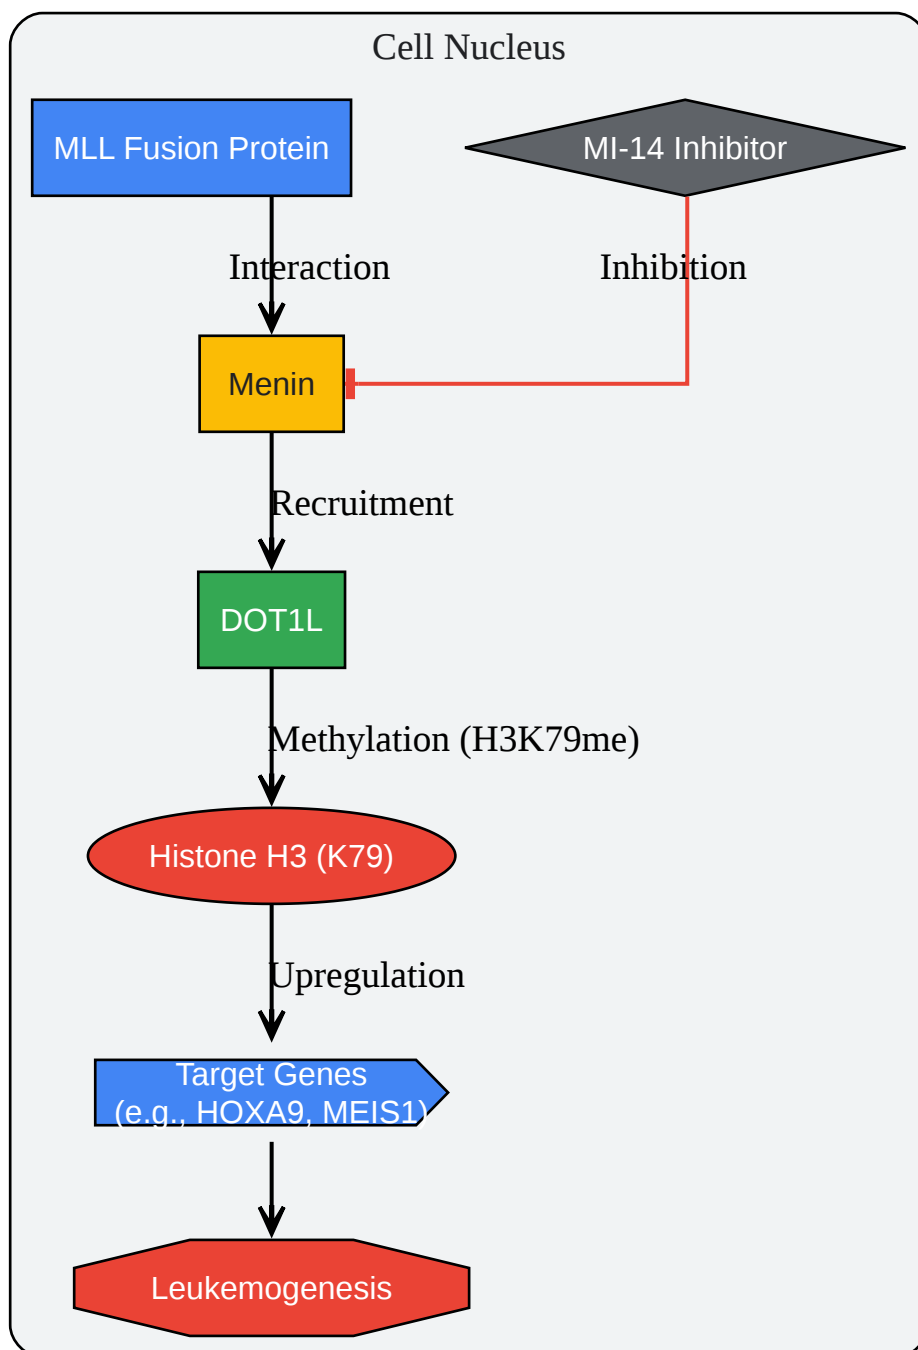 Cell Nucleus
MLL Fusion Protein
MI-14 Inhibitor
Interaction
Inhibition
Menin
Recruitment
DOT1L
Methylation (H3K79me)
Histone H3 (K79)
Upregulation
Target Genes
(e.g., HOXA9, MEIS1)
Leukemogenesis